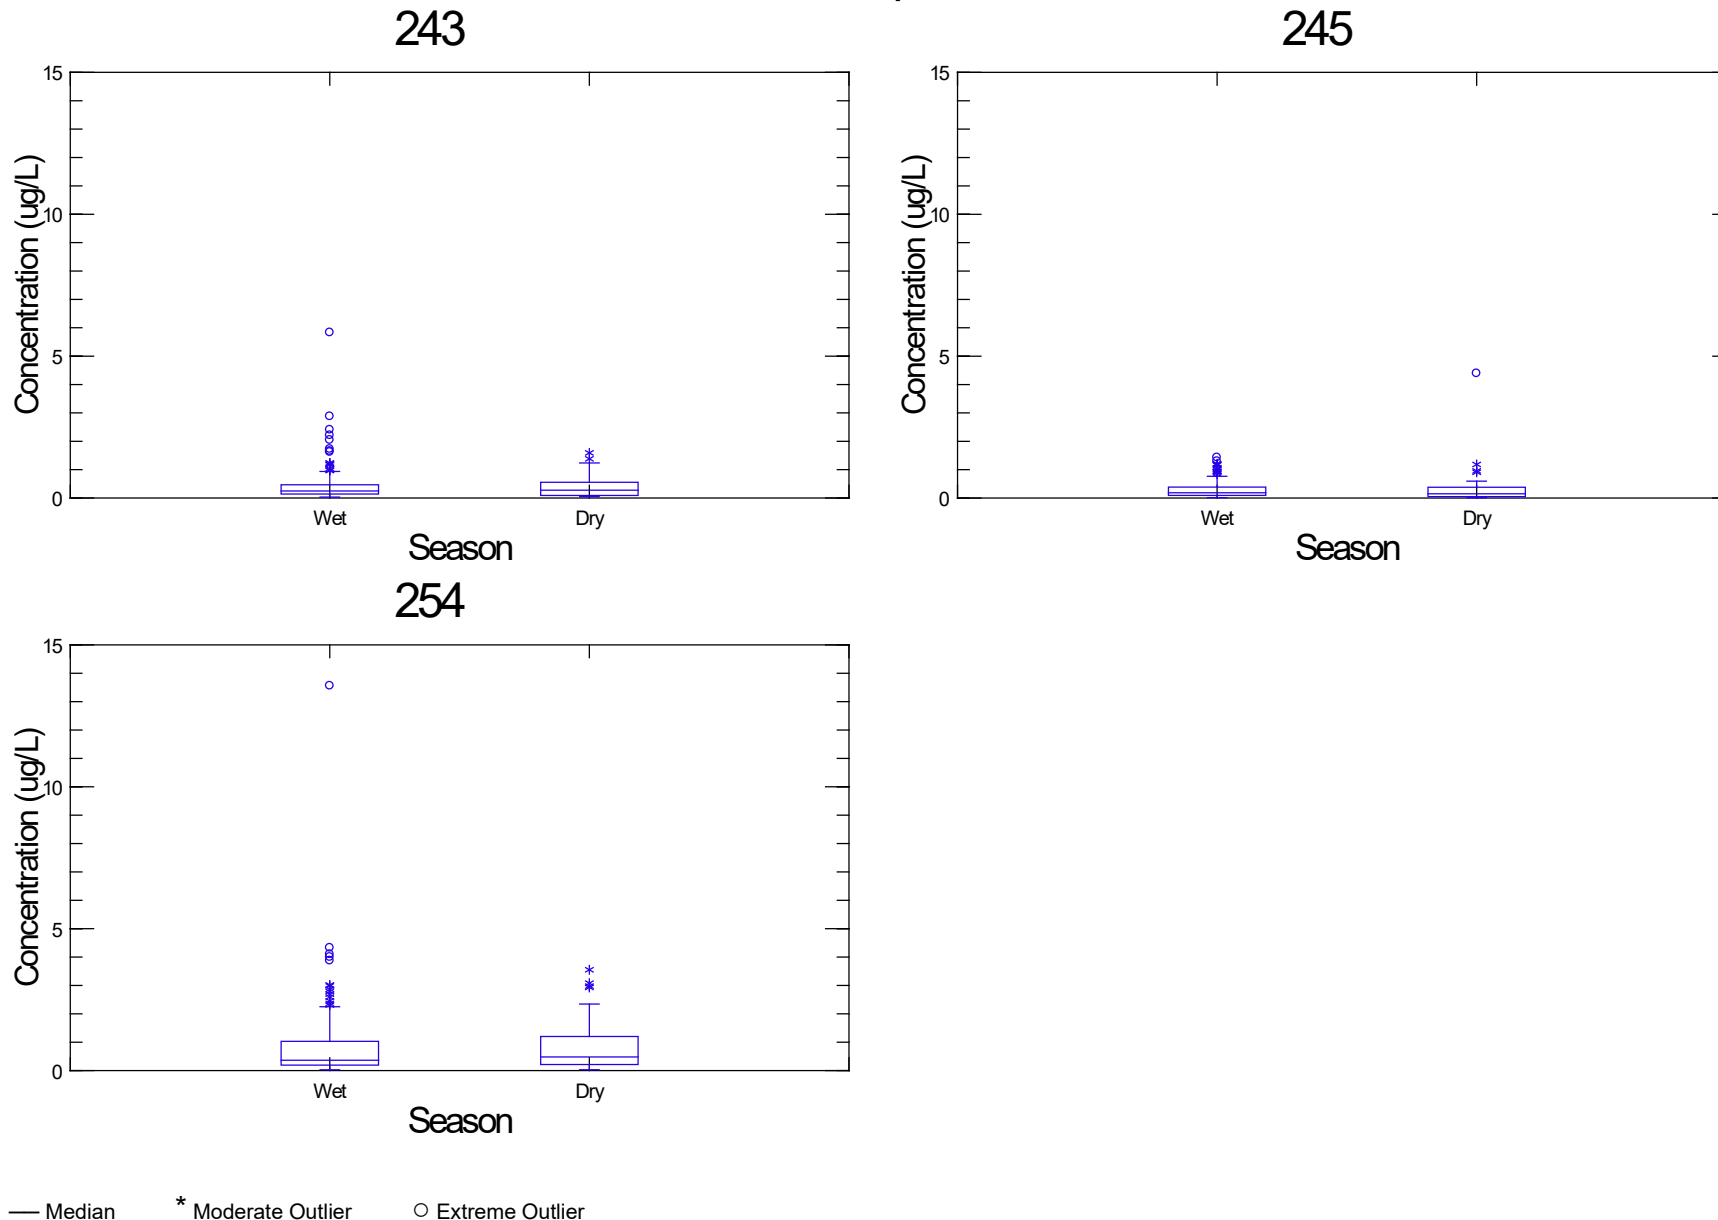 243
245
15
10
5
0
Concentration (ug/L)
Wet
Dry
Season
15
10
5
0
Concentration (ug/L)
Wet
Dry
Season
254
15
10
5
0
Concentration (ug/L)
Wet
Dry
Season
— Median * Moderate Outlier ○ Extreme Outlier